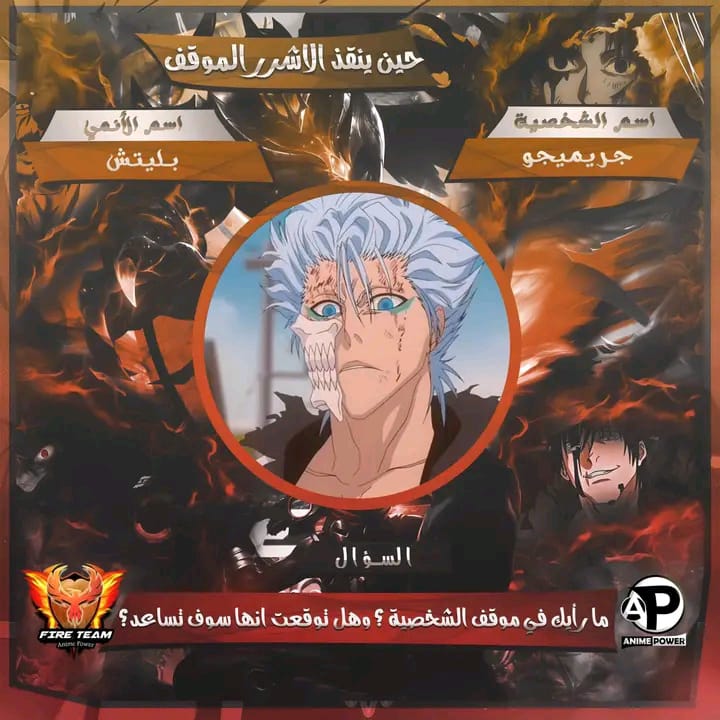 حين ينقذ الاشرر الموقف
اسم الشخصية
جريميجو
اسم الأنمي
بليتش
السؤال
ما رأيك في موقف الشخصية ؟ وهل توقعت انها سوف تساعد؟
FIRE TEAM
Anime Power
AP
ANIME POWER